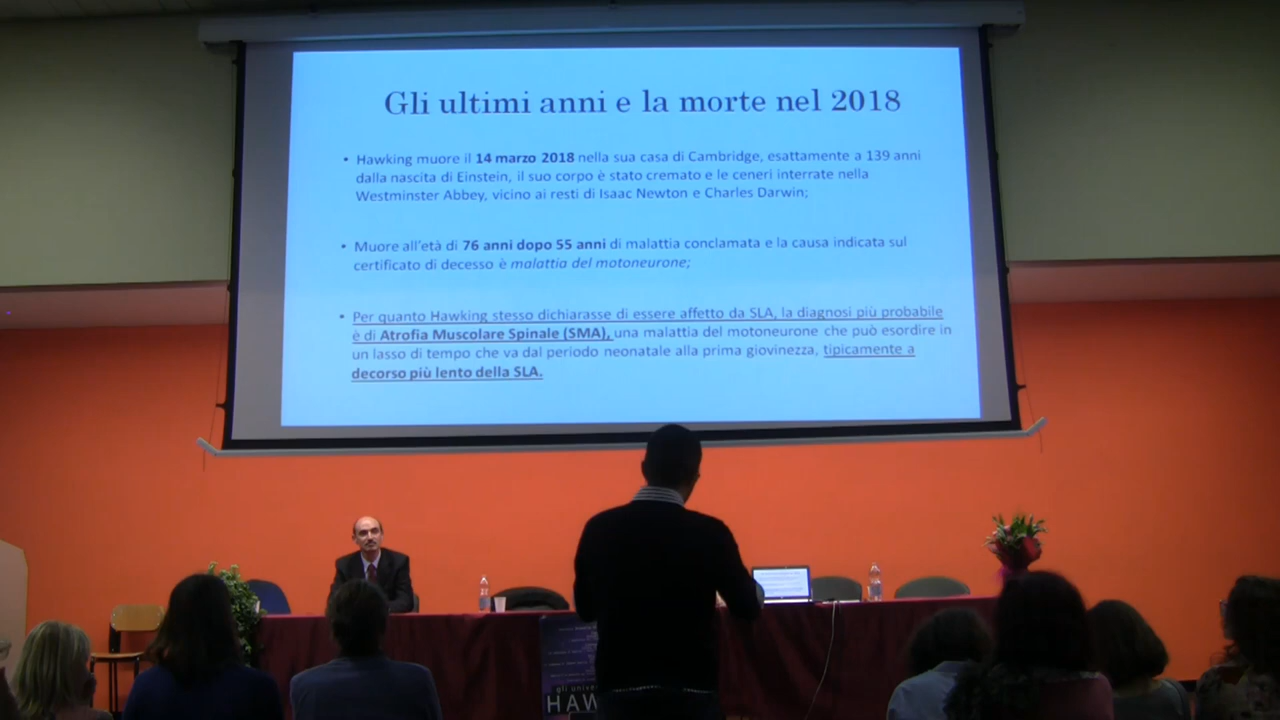 Gli ultimi anni e la morte nel 2018
• Hawking muore il 14 marzo 2018 nella sua casa di Cambridge, esattamente a 139 anni
dalla nascita di Einstein, il suo corpo è stato cremato e le ceneri interrate nella
Westminster Abbey, vicino ai resti di Isaac Newton e Charles Darwin;
• Muore all'età di 76 anni dopo 55 anni di malattia conclamata e la causa indicata sul
certificato di decesso è malattia del motoneurone;
• Per quanto Hawking stesso dichiarasse di essere affetto da SLA, la diagnosi più probabile
è di Atrofia Muscolare Spinale (SMA), una malattia del motoneurone che può esordire in
un lasso di tempo che va dal periodo neonatale alla prima giovinezza, tipicamente a
decorso più lento della SLA.
gli unive
HAW